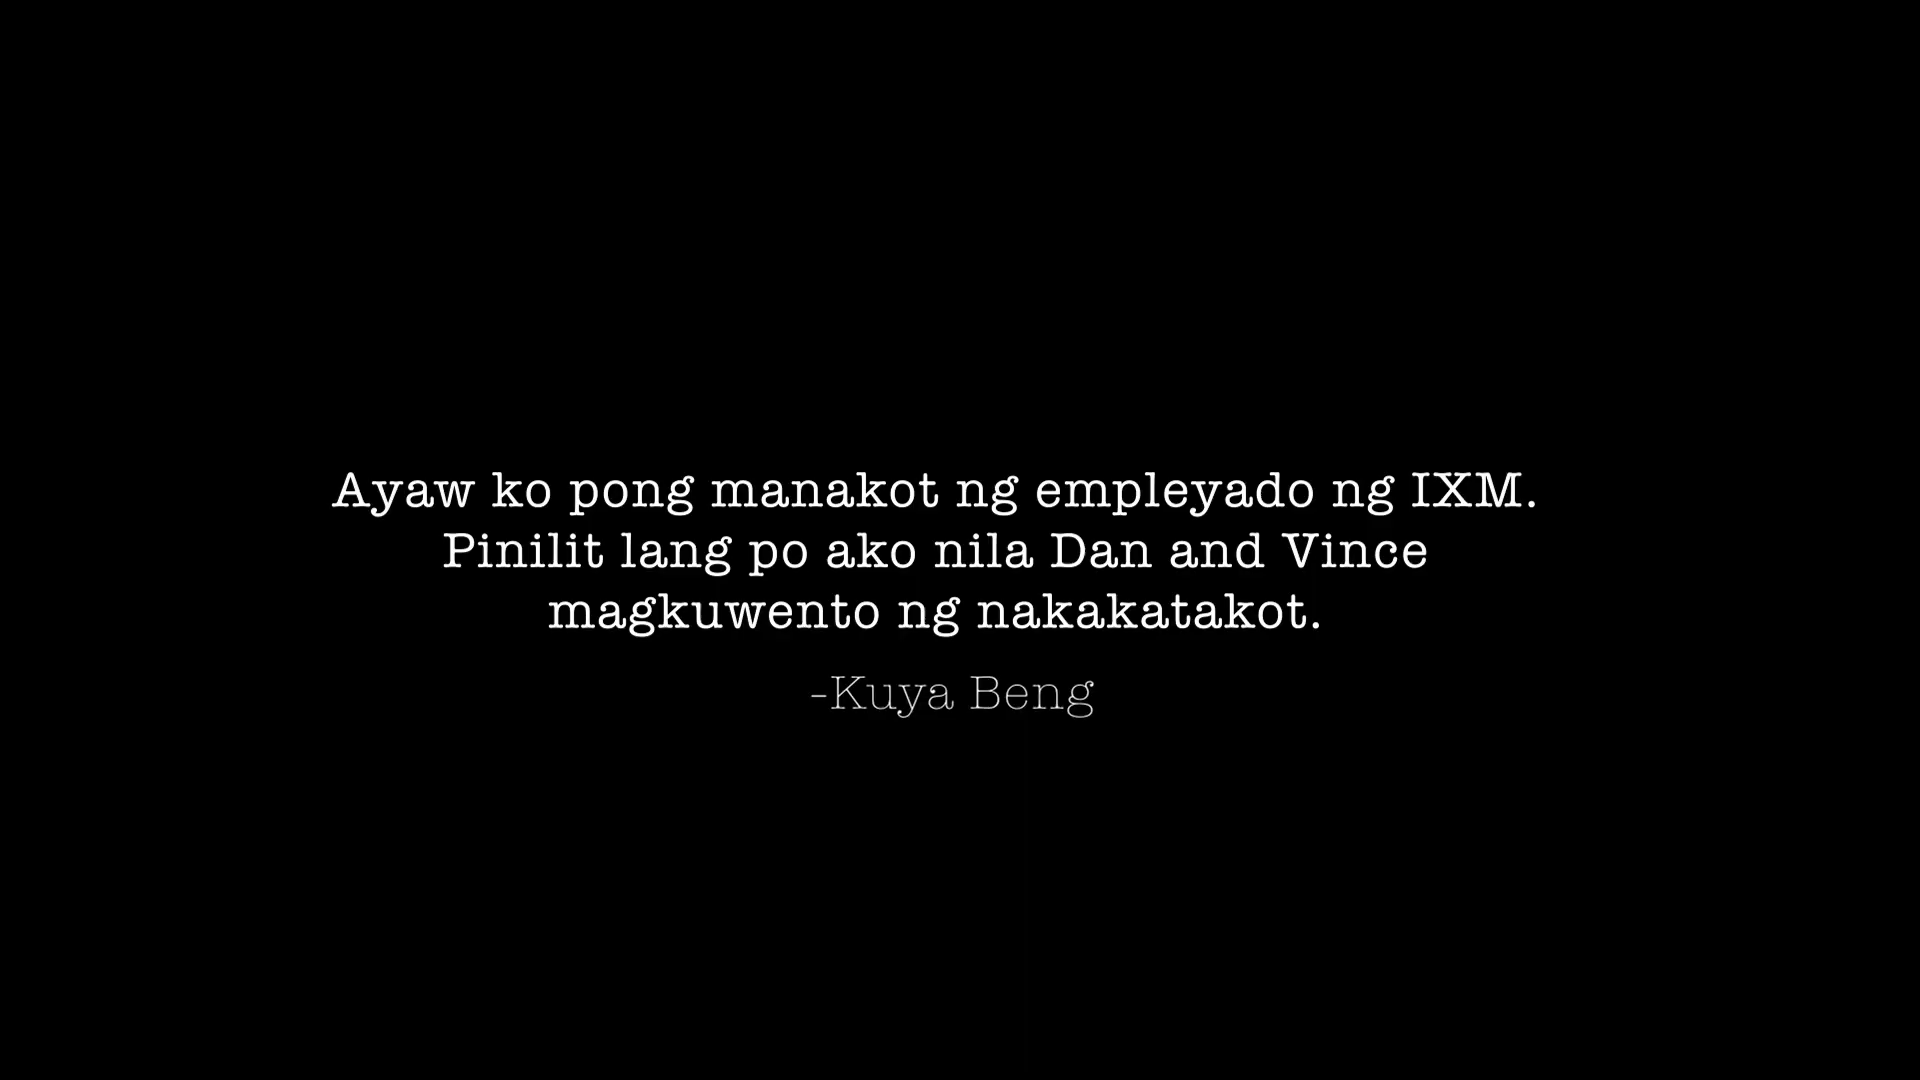 Ayaw ko pong manakot ng empleyado ng IXM.
Pinilit lang po ako nila Dan and Vince
magkuwento ng nakakatakot.
-Kuya Beng